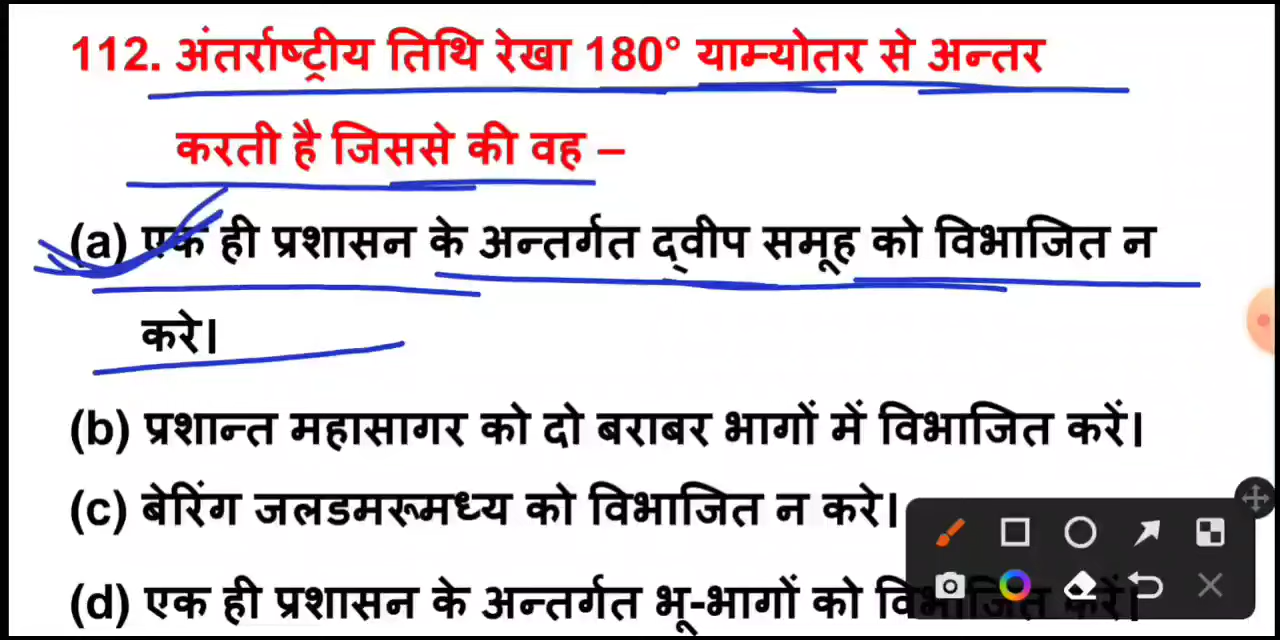 112. अंतर्राष्ट्रीय तिथि रेखा 180° याम्योतर से अन्तर
करती है जिससे की वह –
(a) एक ही प्रशासन के अन्तर्गत द्वीप समूह को विभाजित न
करे।
(b) प्रशान्त महासागर को दो बराबर भागों में विभाजित करें।
(c) बेरिंग जलडमरूमध्य को विभाजित न करे।
(d) एक ही प्रशासन के अन्तर्गत भू-भागों को विभाजित करें।